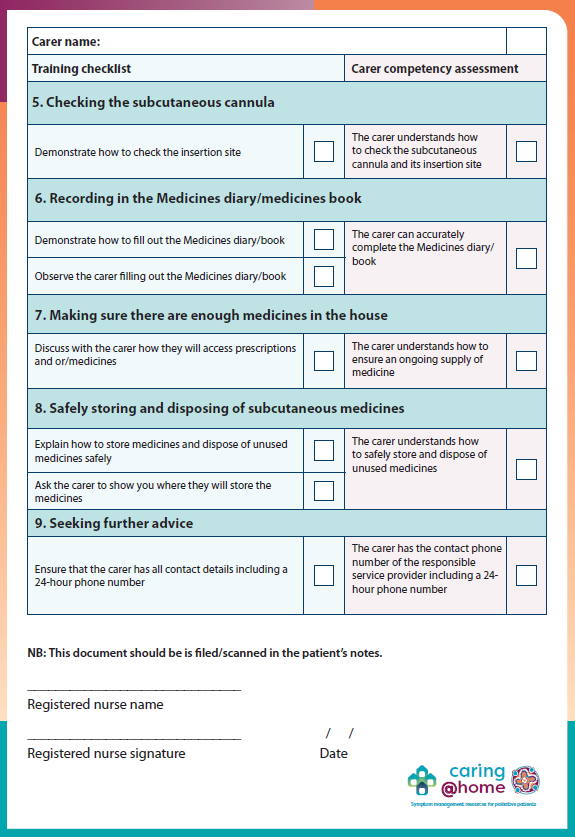 Carer name:
Training checklist
Carer competency assessment
5. Checking the subcutaneous cannula
Demonstrate how to check the insertion site
The carer understands how
to check the subcutaneous
cannula and its insertion site
6. Recording in the Medicines diary/medicines book
Demonstrate how to fill out the Medicines diary/book
Observe the carer filling out the Medicines diary/book
The carer can accurately
complete the Medicines diary/
book
7. Making sure there are enough medicines in the house
Discuss with the carer how they will access prescriptions
and or/medicines
The carer understands how to
ensure an ongoing supply of
medicine
8. Safely storing and disposing of subcutaneous medicines
Explain how to store medicines and dispose of unused
medicines safely
Ask the carer to show you where they will store the
medicines
The carer understands how
to safely store and dispose of
unused medicines
9. Seeking further advice
Ensure that the carer has all contact details including a
24-hour phone number
The carer has the contact phone
number of the responsible
service provider including a 24-
hour phone number
NB: This document should be is filed/scanned in the patient's notes.
Registered nurse name
/ /
Registered nurse signature
Date
caring
@home
Symptom management resources for palliative patients